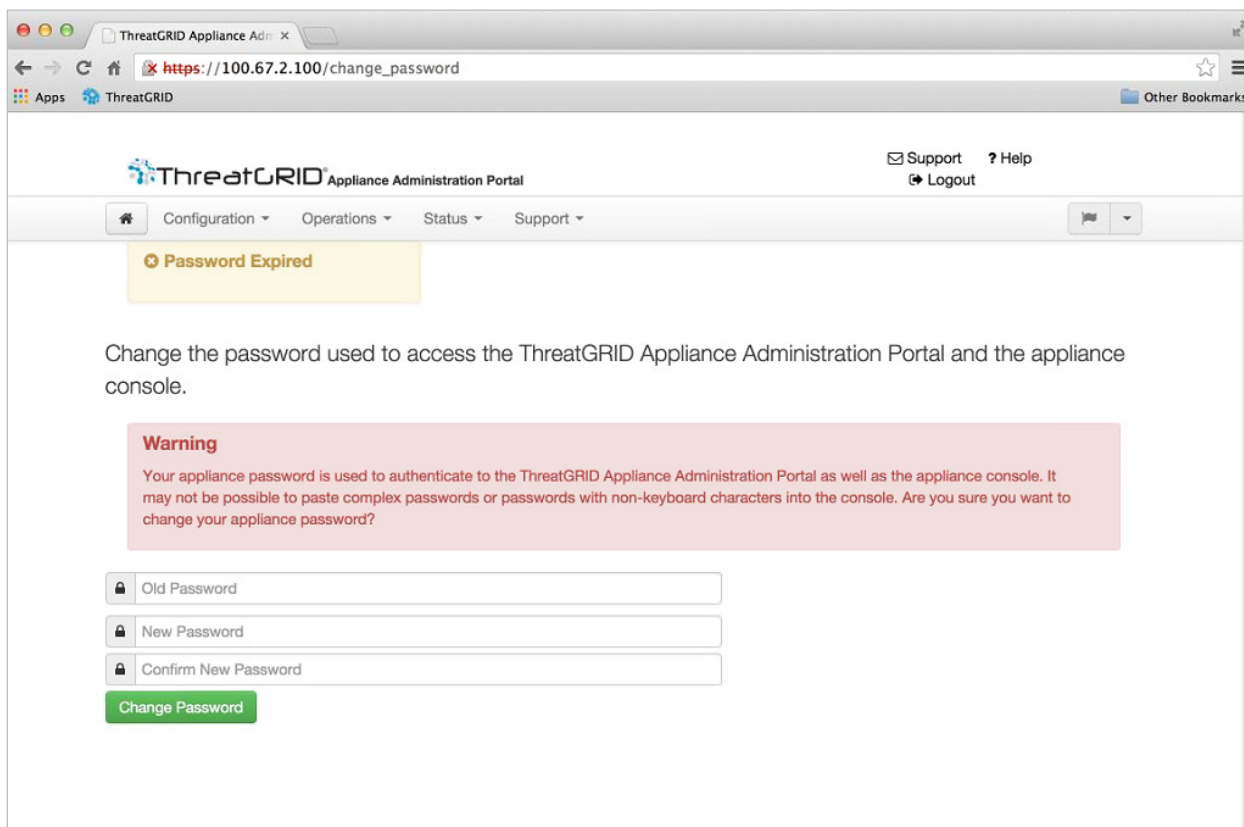 ThreatGRID Appliance Adm
https://100.67.2.100/change_password
Apps ThreatGRID Other Bookmarks
ThreatGRID® Appliance Administration Portal
Support ? Help
Logout
Configuration Operations Status Support
Password Expired
Change the password used to access the ThreatGRID Appliance Administration Portal and the appliance
console.
Warning
Your appliance password is used to authenticate to the ThreatGRID Appliance Administration Portal as well as the appliance console. It
may not be possible to paste complex passwords or passwords with non-keyboard characters into the console. Are you sure you want to
change your appliance password?
Old Password
New Password
Confirm New Password
Change Password